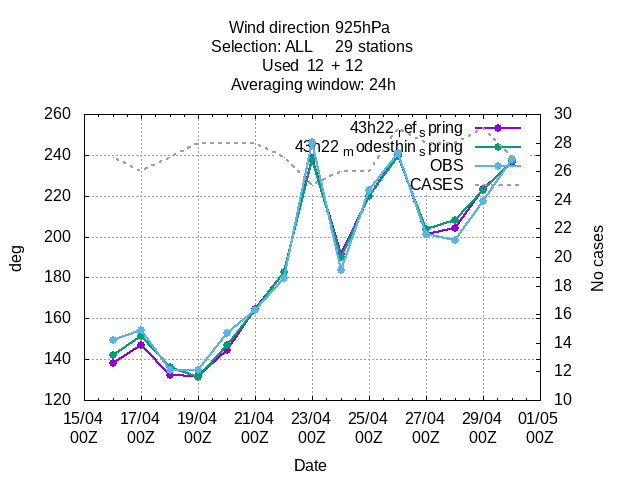 Wind direction 925hPa
Selection: ALL 29 stations
Used 12 + 12
Averaging window: 24h
43h22_ref_spring
43h22_modesthin_spring
OBS
CASES
260
240
220
200
180
160
140
120
deg
30
28
26
24
22
20
18
16
14
12
10
No cases
15/04 17/04 19/04 21/04 23/04 25/04 27/04 29/04 01/05
00Z 00Z 00Z 00Z 00Z 00Z 00Z 00Z 00Z
Date